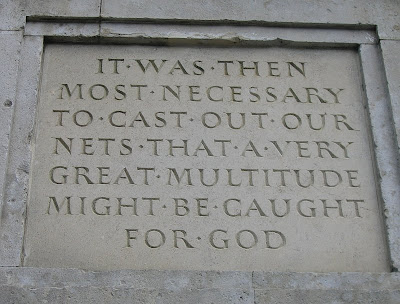 IT·WAS·THEN
MOST·NECESSARY
TO·CAST·OUT·OUR
NETS·THAT·A·VERY
GREAT·MULTITUDE
MIGHT·BE·CAUGHT
FOR·GOD